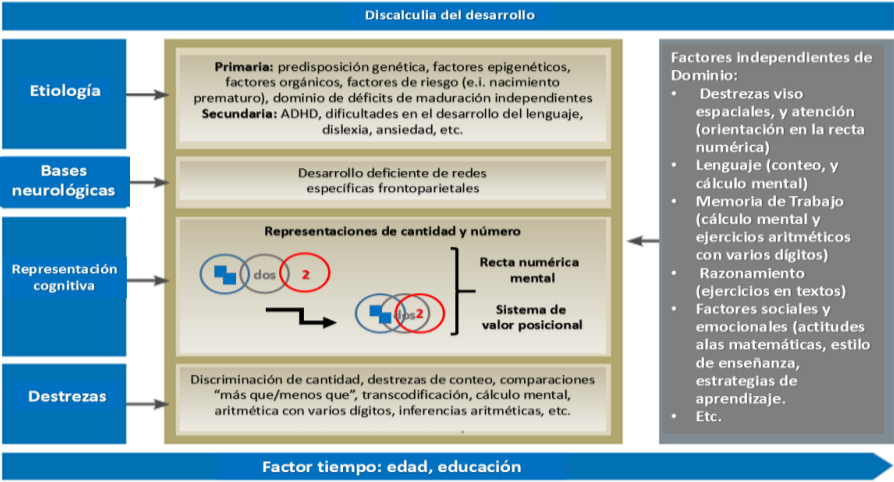 Discalculia del desarrollo
Etiología
Primaria: predisposición genética, factores epigenéticos,
factores orgánicos, factores de riesgo (e.i. nacimiento
prematuro), dominio de déficits de maduración independientes
Secundaria: ADHD, dificultades en el desarrollo del lenguaje,
dislexia, ansiedad, etc.
Bases
neurológicas
Desarrollo deficiente de redes
específicas frontoparietales
Representación
cognitiva
Representaciones de cantidad y número
dos
2
dos
2
Recta numérica
mental
Sistema de
valor posicional
Destrezas
Discriminación de cantidad, destrezas de conteo, comparaciones
“más que/menos que”, transcodificación, cálculo mental,
aritmética con varios dígitos, inferencias aritméticas, etc.
Factores independientes de
Dominio:
• Destrezas viso
espaciales, y atención
(orientación en la recta
numérica)
• Lenguaje (conteo, y
cálculo mental)
• Memoria de Trabajo
(cálculo mental y
ejercicios aritméticos
con varios dígitos)
• Razonamiento
(ejercicios en textos)
• Factores sociales y
emocionales (actitudes
alas matemáticas, estilo
de enseñanza,
estrategias de
aprendizaje.
• Etc.
Factor tiempo: edad, educación